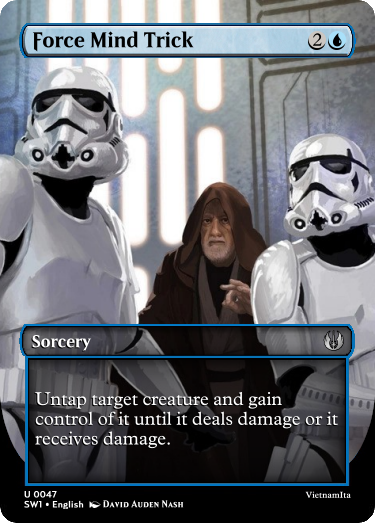 Force Mind Trick 2
Sorcery
Untap target creature and gain
control of it until it deals damage or it
receives damage.
U 0047 VietnamIta
SW1 • English DAVID AUDEN NASH